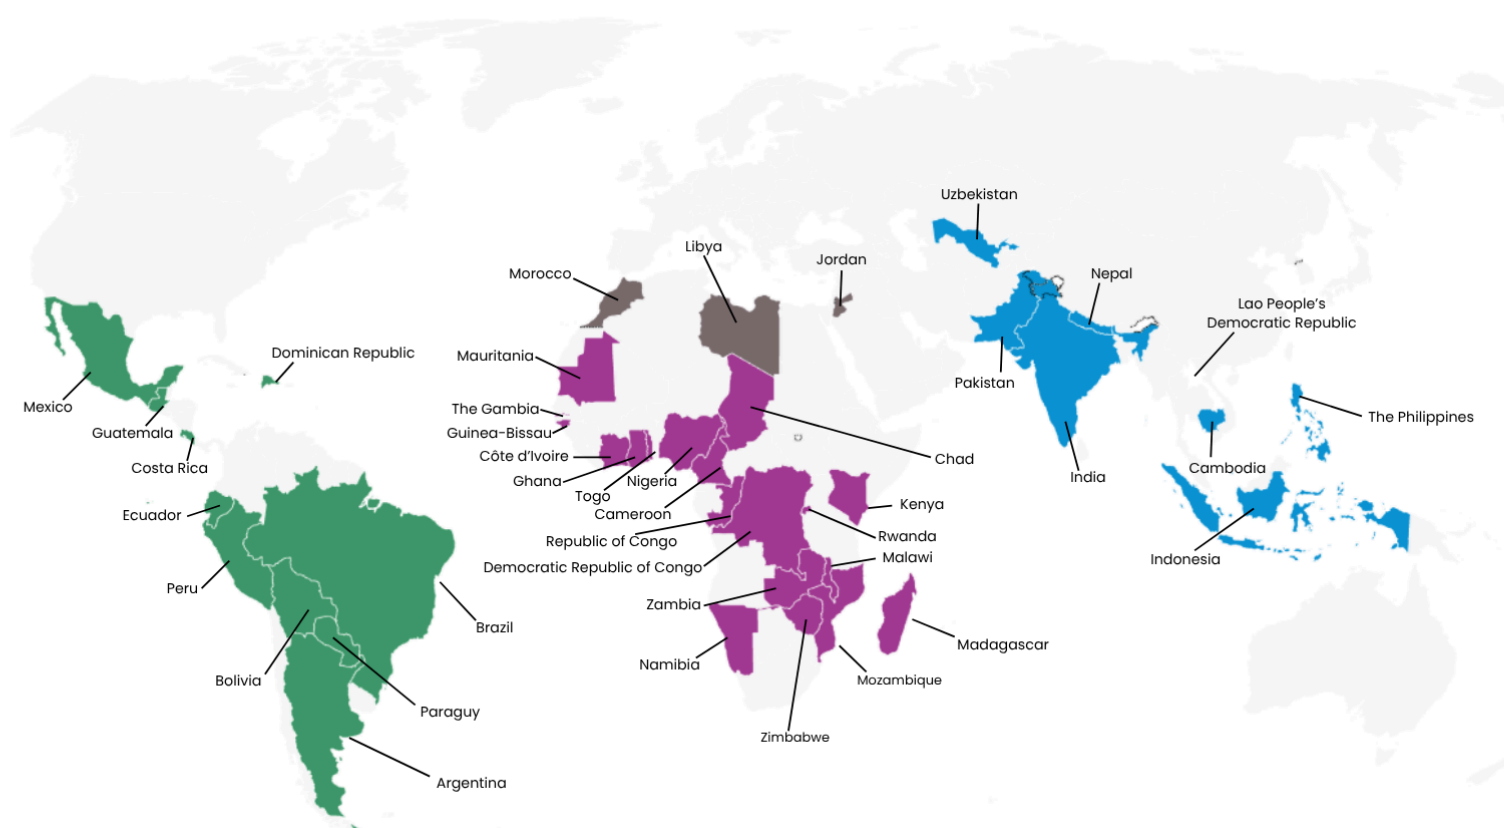 Uzbekistan
Libya
Jordan
Morocco
Nepal
Lao People's
Democratic Republic
Dominican Republic
Mauritania
Pakistan
Mexico
The Gambia
The Philippines
Guatemala
Guinea-Bissau
Costa Rica
Côte d'Ivoire
Chad
Cambodia
Ghana
Nigeria
India
Togo
Ecuador
Cameroon
Kenya
Republic of Congo
Rwanda
Malawi
Indonesia
Democratic Republic of Congo
Peru
Zambia
Brazil
Madagascar
Namibia
Bolivia
Mozambique
Paraguy
Zimbabwe
Argentina